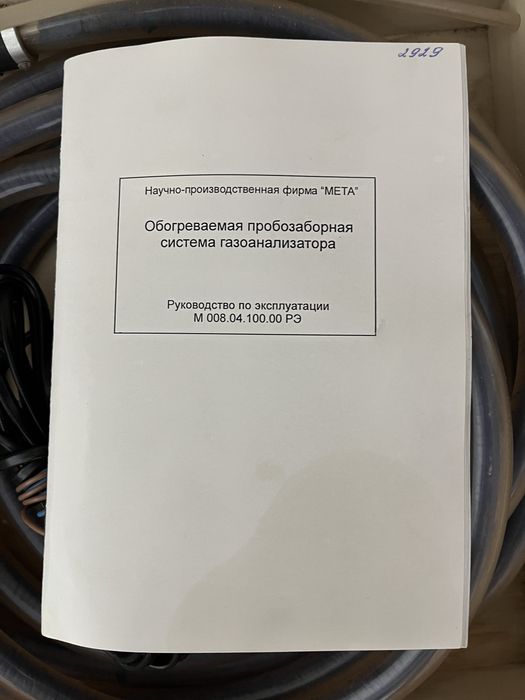 2929
Научно-производственная фирма "МЕТА"
Обогреваемая пробозаборная
система газоанализатора
Руководство по эксплуатации
М 008.04.100.00 РЭ